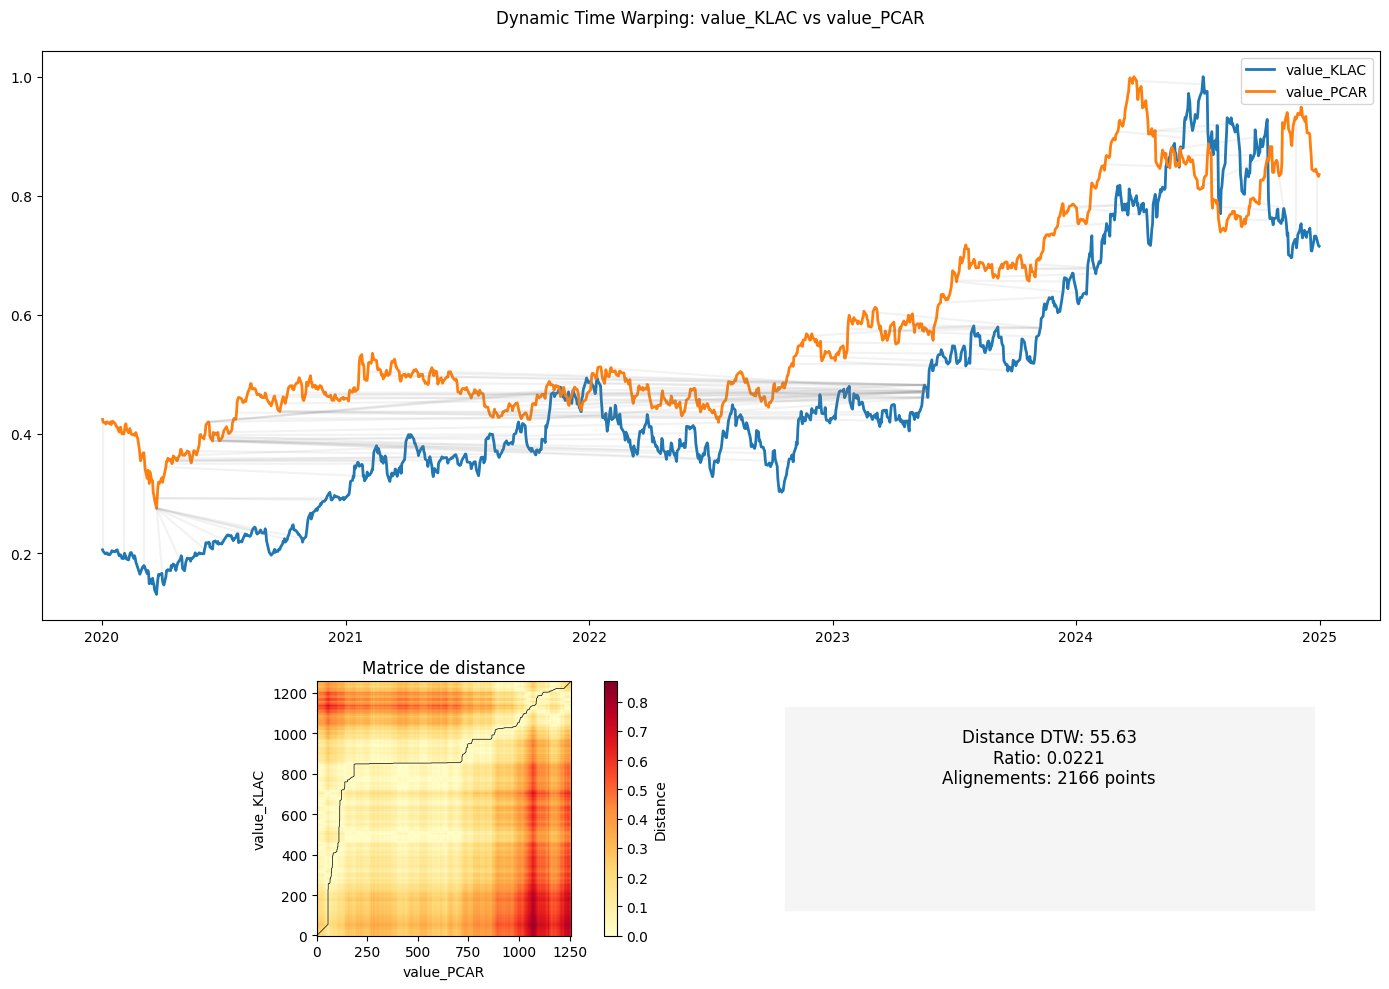 Dynamic Time Warping: value_KLAC vs value_PCAR
value_KLAC
value_PCAR
1.0
0.8
0.6
0.4
0.2
2020 2021 2022 2023 2024 2025
Matrice de distance
value_KLAC
1200
1000
800
600
400
200
0
0 250 500 750 1000 1250
value_PCAR
0.8
0.7
0.6
0.5
0.4
0.3
0.2
0.1
0.0
Distance
Distance DTW: 55.63
Ratio: 0.0221
Alignements: 2166 points